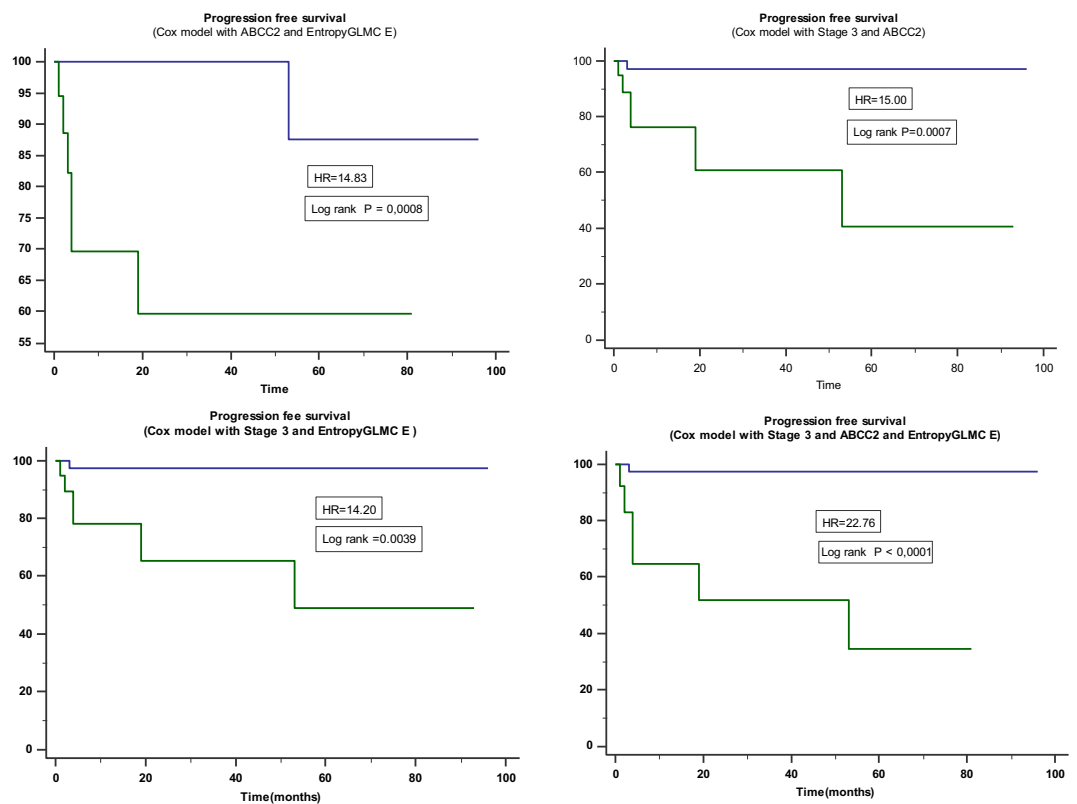 Progression free survival
(Cox model with ABCC2 and EntropyGLMC E)
100
95
90
85
80
75
70
65
60
55
HR=14.83
Log rank P = 0,0008
0 20 40 60 80 100
Time
Progression free survival
(Cox model with Stage 3 and ABCC2)
100
80
60
40
20
0
HR=15.00
Log rank P=0.0007
0 20 40 60 80 100
Time
Progression fee survival
(Cox model with Stage 3 and EntropyGLMC E )
100
80
60
40
20
0
HR=14.20
Log rank =0.0039
0 20 40 60 80 100
Time(months)
Progression free survival
(Cox model with Stage 3 and ABCC2 and EntropyGLMC E)
100
80
60
40
20
0
HR=22.76
Log rank P < 0,0001
0 20 40 60 80 100
Time(months)